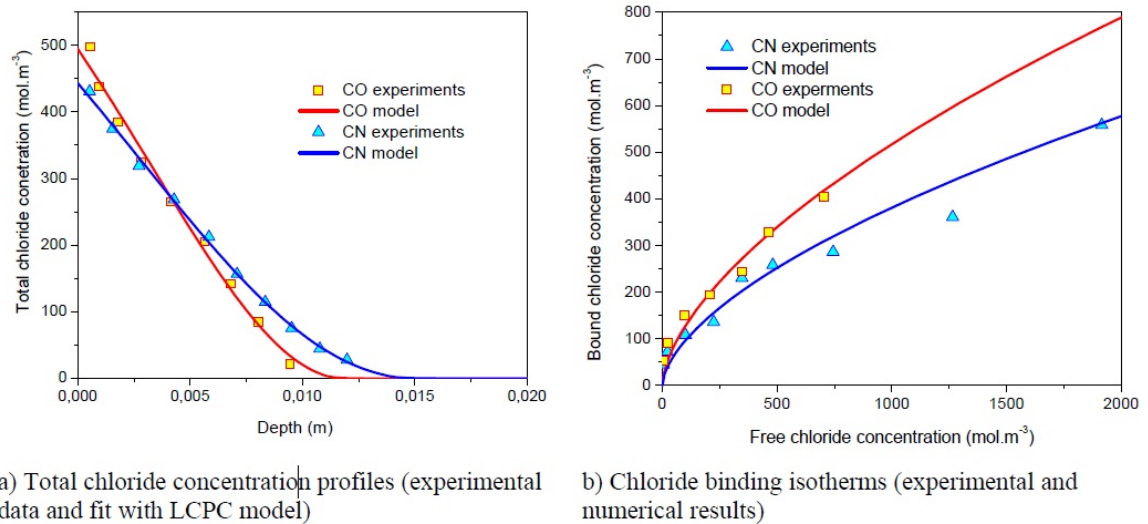 500
400
300
200
100
0
0,000
0,005
0,010
0,015
0,020
Total chloride conetration (mol.m-3)
Depth (m)
CO experiments
CO model
CN experiments
CN model
800
700
600
500
400
300
200
100
0
0
500
1000
1500
2000
Bound chloride concentration (mol.m-3)
Free chloride concentration (mol.m-3)
CN experiments
CN model
CO experments
CO model
a) Total chloride concentration profiles (experimental
data and fit with LCPC model)
b) Chloride binding isotherms (experimental and
numerical results)